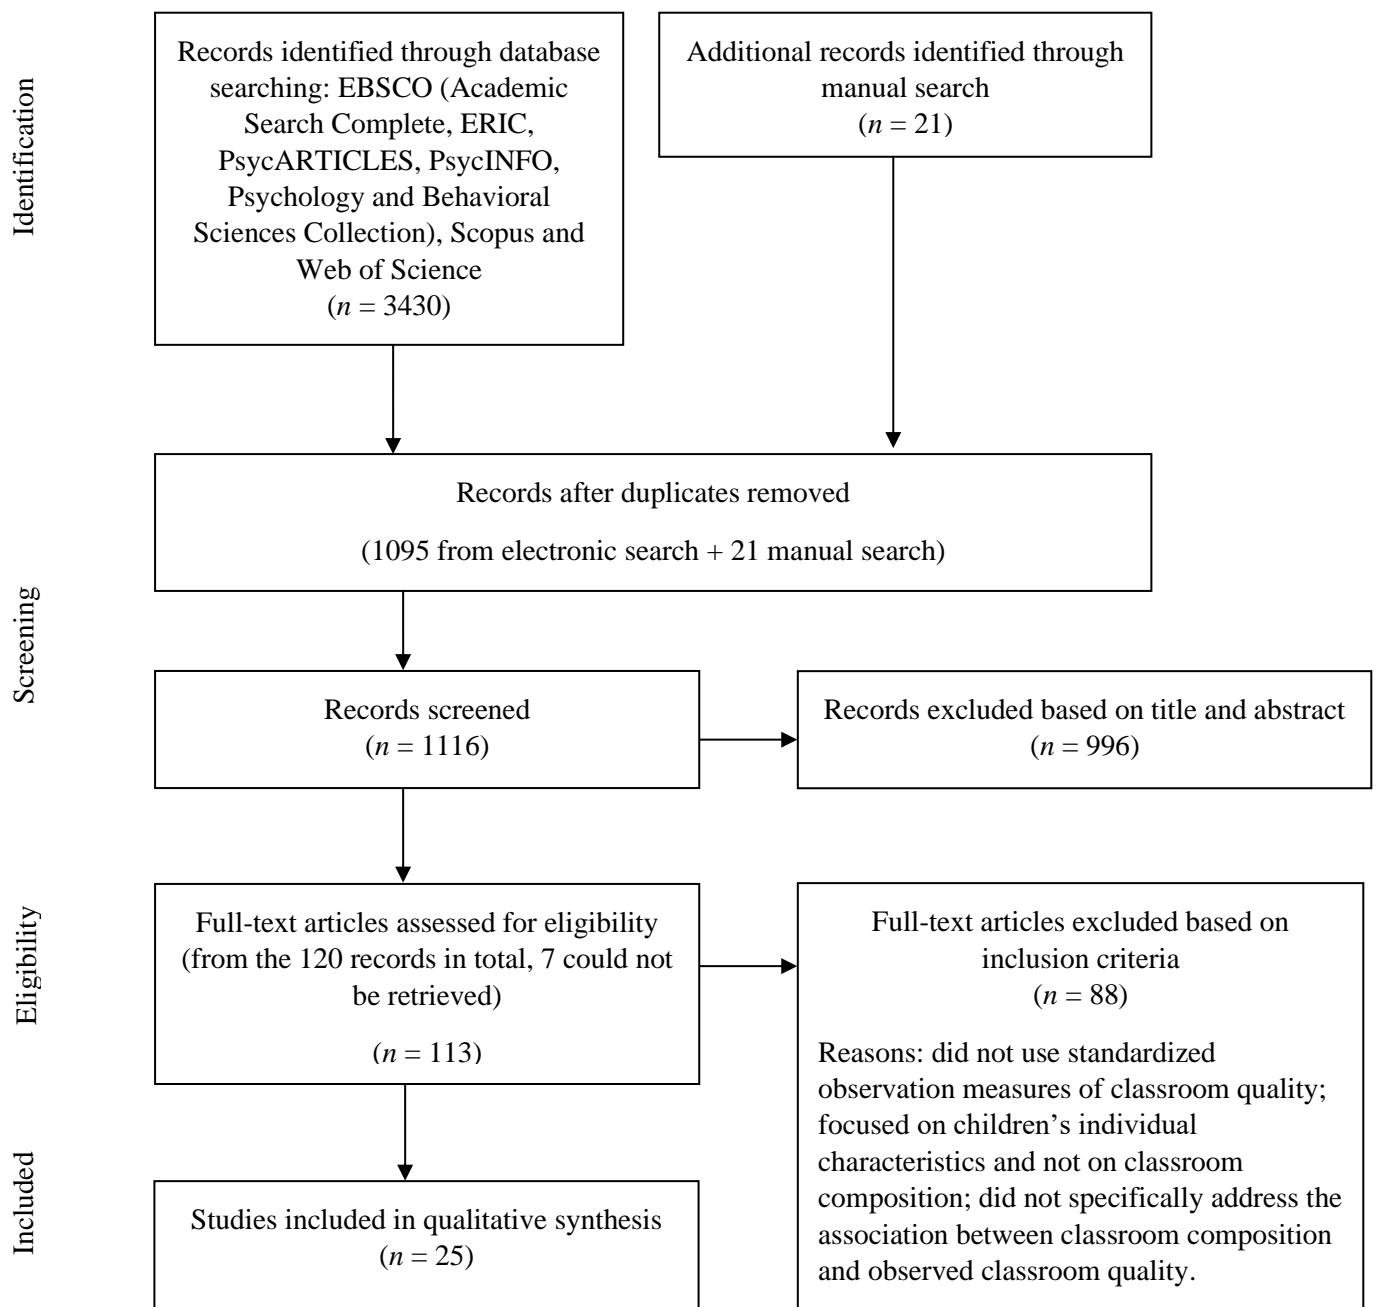 Identification
Records identified through database
searching: EBSCO (Academic
Search Complete, ERIC,
PsycARTICLES, PsycINFO,
Psychology and Behavioral
Sciences Collection), Scopus and
Web of Science
(n = 3430)
Additional records identified through
manual search
(n = 21)
Records after duplicates removed
(1095 from electronic search + 21 manual search)
Screening
Records screened
(n = 1116)
Records excluded based on title and abstract
(n = 996)
Eligibility
Full-text articles assessed for eligibility
(from the 120 records in total, 7 could not
be retrieved)
(n = 113)
Full-text articles excluded based on
inclusion criteria
(n = 88)
Reasons: did not use standardized
observation measures of classroom quality;
focused on children’s individual
characteristics and not on classroom
composition; did not specifically address the
association between classroom composition
and observed classroom quality.
Included
Studies included in qualitative synthesis
(n = 25)